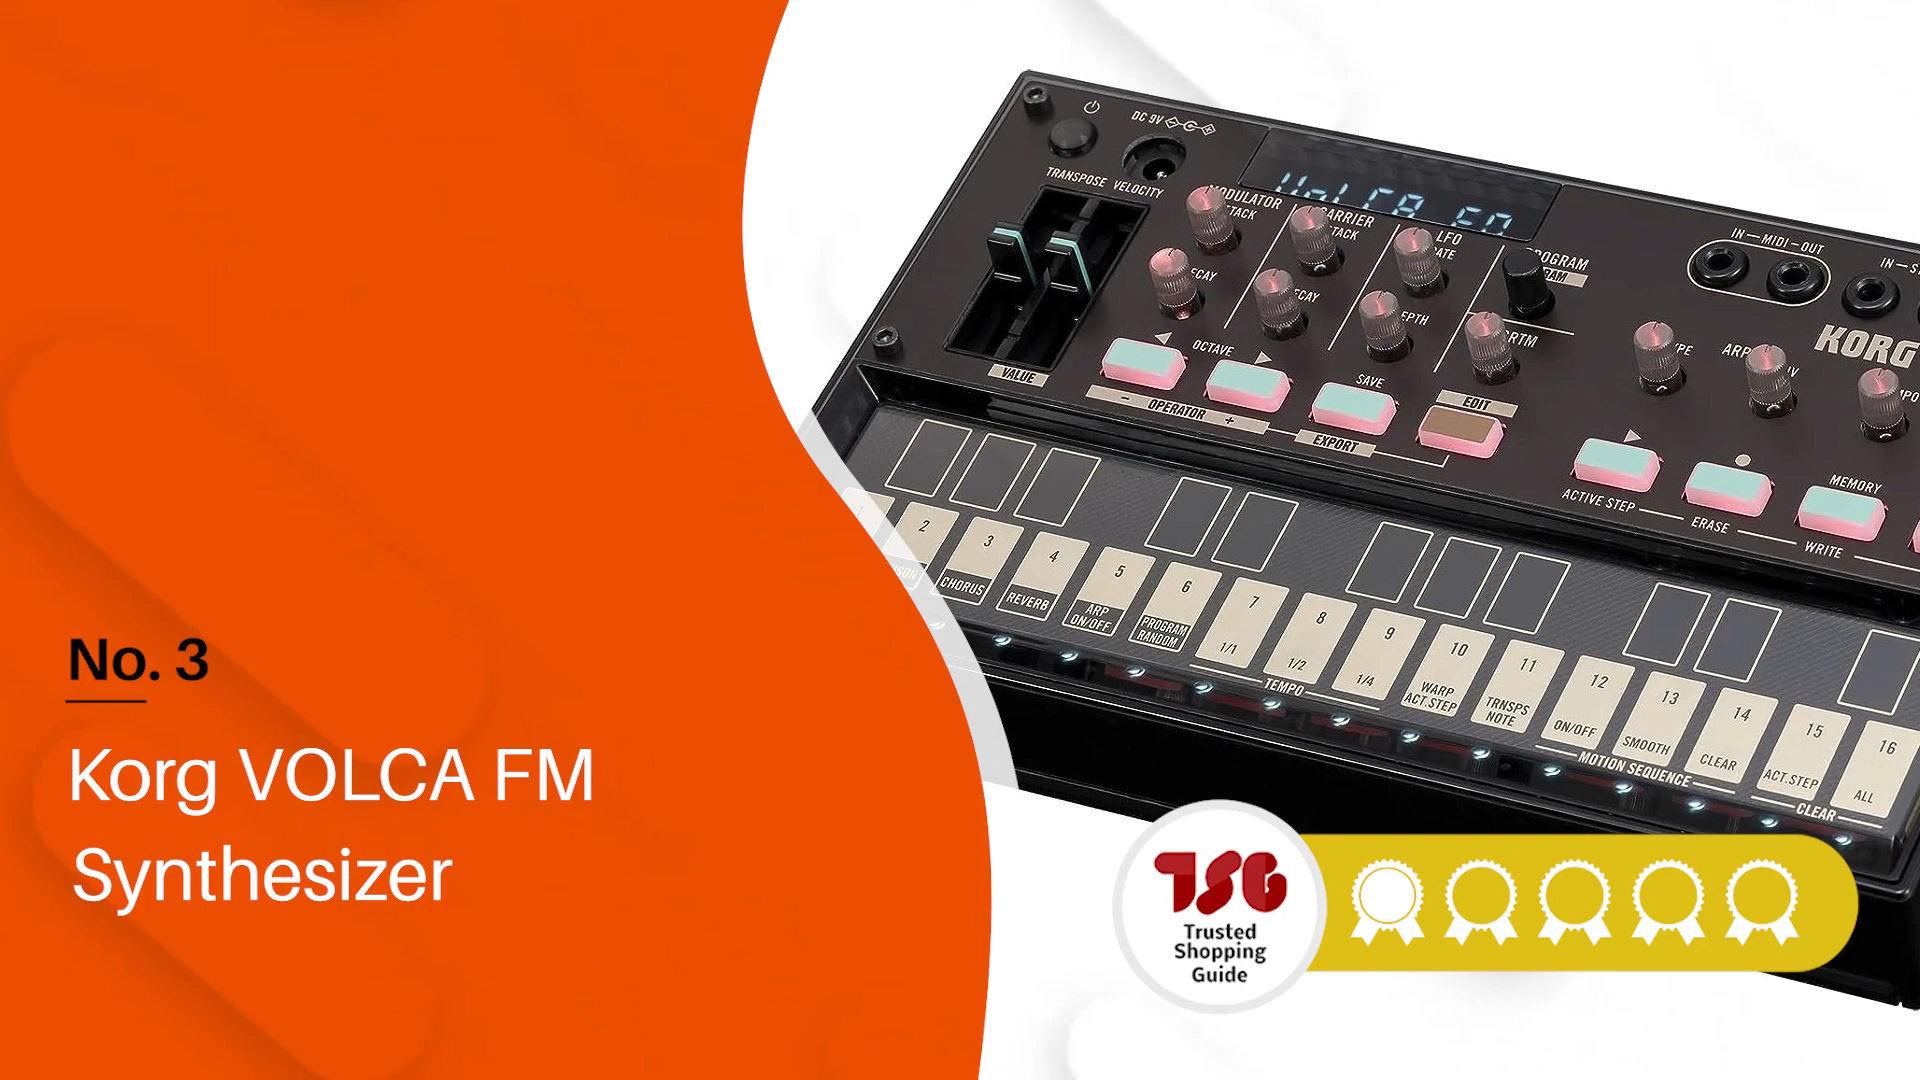 No. 3
Korg VOLCA FM
Synthesizer
DC 9V
TRANSPOSE VELOCITY
VALUE
OCTAVE
OPERATOR
SAVE
EXPORT
EDIT
LFO
IN MIDI OUT
KORG
ACTIVE STEP
ERASE
MEMORY
WRITE
2
3
CHORUS
4
REVERB
5
ARP
ON/OFF
6
PROGRAM
RANDOM
7
1/1
8
1/2
9
1/4
TEMPO
10
WARP
ACT.STEP
11
TRNSPS
NOTE
12
ON/OFF
13
SMOOTH
14
CLEAR
MOTION SEQUENCE
15
ACT.STEP
16
ALL
CLEAR
TSG
Trusted
Shopping
Guide